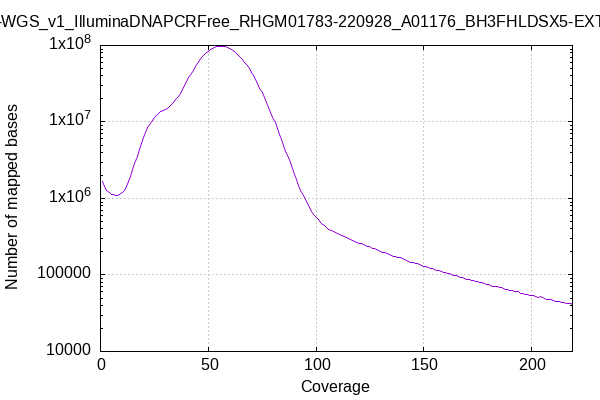 -WGS_v1_IlluminaDNAPCRFree_RHGM01783-220928_A01176_BH3FHLDSX5-EXT
1x10^8
1x10^7
1x10^6
100000
10000
Number of mapped bases
0 50 100 150 200
Coverage